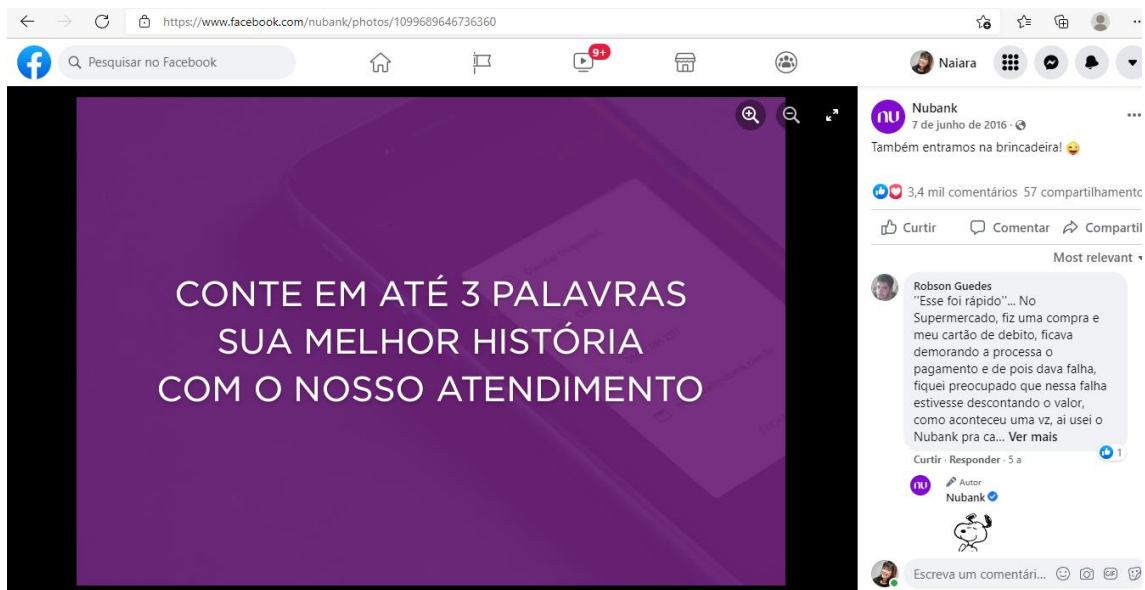 https://www.facebook.com/nubank/photos/1099689646736360
Pesquisar no Facebook
9+
Naiara
CONTE EM ATÉ 3 PALAVRAS
SUA MELHOR HISTÓRIA
COM O NOSSO ATENDIMENTO
nu
Nubank
7 de junho de 2016
Também entramos na brincadeira!
3,4 mil comentários 57 compartilhamento
Curtir Comentar Compartil
Most relevant
Robson Guedes
"Esse foi rápido"... No
Supermercado, fiz uma compra e
meu cartão de debito, ficava
demorando a processa o
pagamento e de pois dava falha,
fiquei preocupado que nessa falha
estivesse descontando o valor,
como aconteceu uma vz, ai usei o
Nubank pra ca... Ver mais
Curtir · Responder · 5 a
1
nu
Autor
Nubank
Escreva um comentári...
GIF